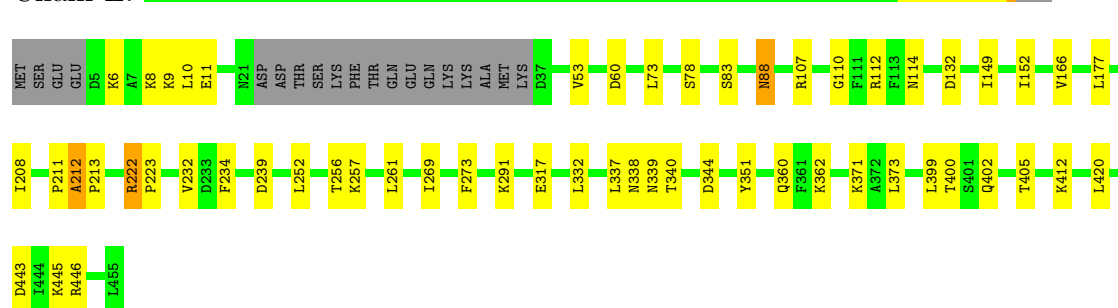 MET SER GLU GLU D5 K6 A7 K8 K9 L10 E11 N21 ASP ASP THR SER LYS PHE THR GLN GLU GLN LYS LYS ALA MET LYS D37 V53 D60 L73 S78 S83 N88 R107 G110 F111 R112 F113 N114 D132 I149 I152 V166 L177
I208 P211 A212 P213 R222 P223 V232 D233 F234 D239 L252 T256 K257 L261 I269 F273 K291 E317 L332 L337 N338 N339 T340 D344 Y351 Q360 F361 K362 K371 A372 L373 L399 T400 S401 Q402 T405 K412 L420
D443 I444 K445 R446 L455